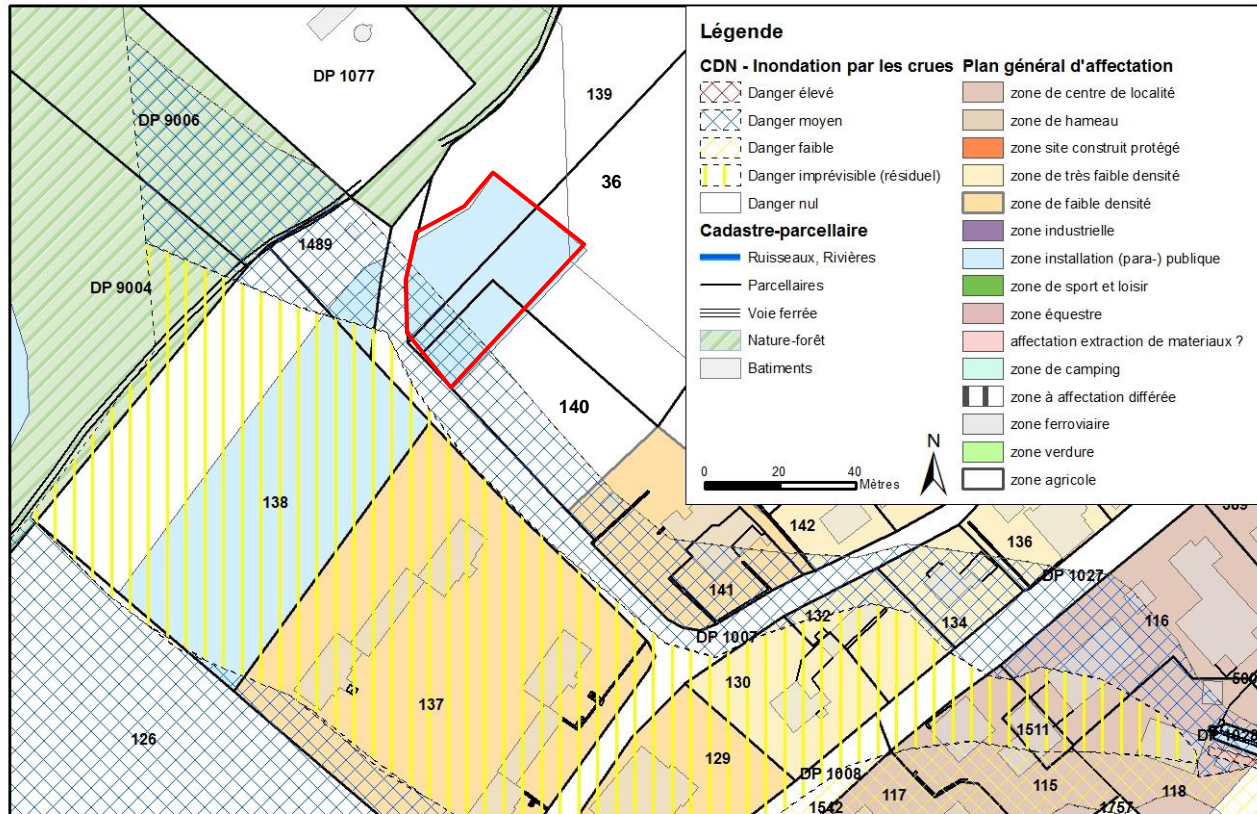 Légende
CDN - Inondation par les crues
Danger élevé
Danger moyen
Danger faible
Danger imprévisible (résiduel)
Danger nul
Cadastre-parcellaire
Ruisseaux, Rivières
Parcellaires
Voie ferrée
Nature-forêt
Batiments
Plan général d'affectation
zone de centre de localité
zone de hameau
zone site construit protégé
zone de très faible densité
zone de faible densité
zone industrielle
zone installation (para-) publique
zone de sport et loisir
zone équestre
affectation extraction de materiaux ?
zone de camping
zone à affectation différée
zone ferroviaire
zone verdure
zone agricole
N
0 20 40
Mètres
DP 1077
139
DP 9006
36
1489
DP 9004
140
138
142
136
141
DP 1027
132
134
116
DP 1007
130
137
1511
126
129
DP 1008
115
118
117
1542
1757